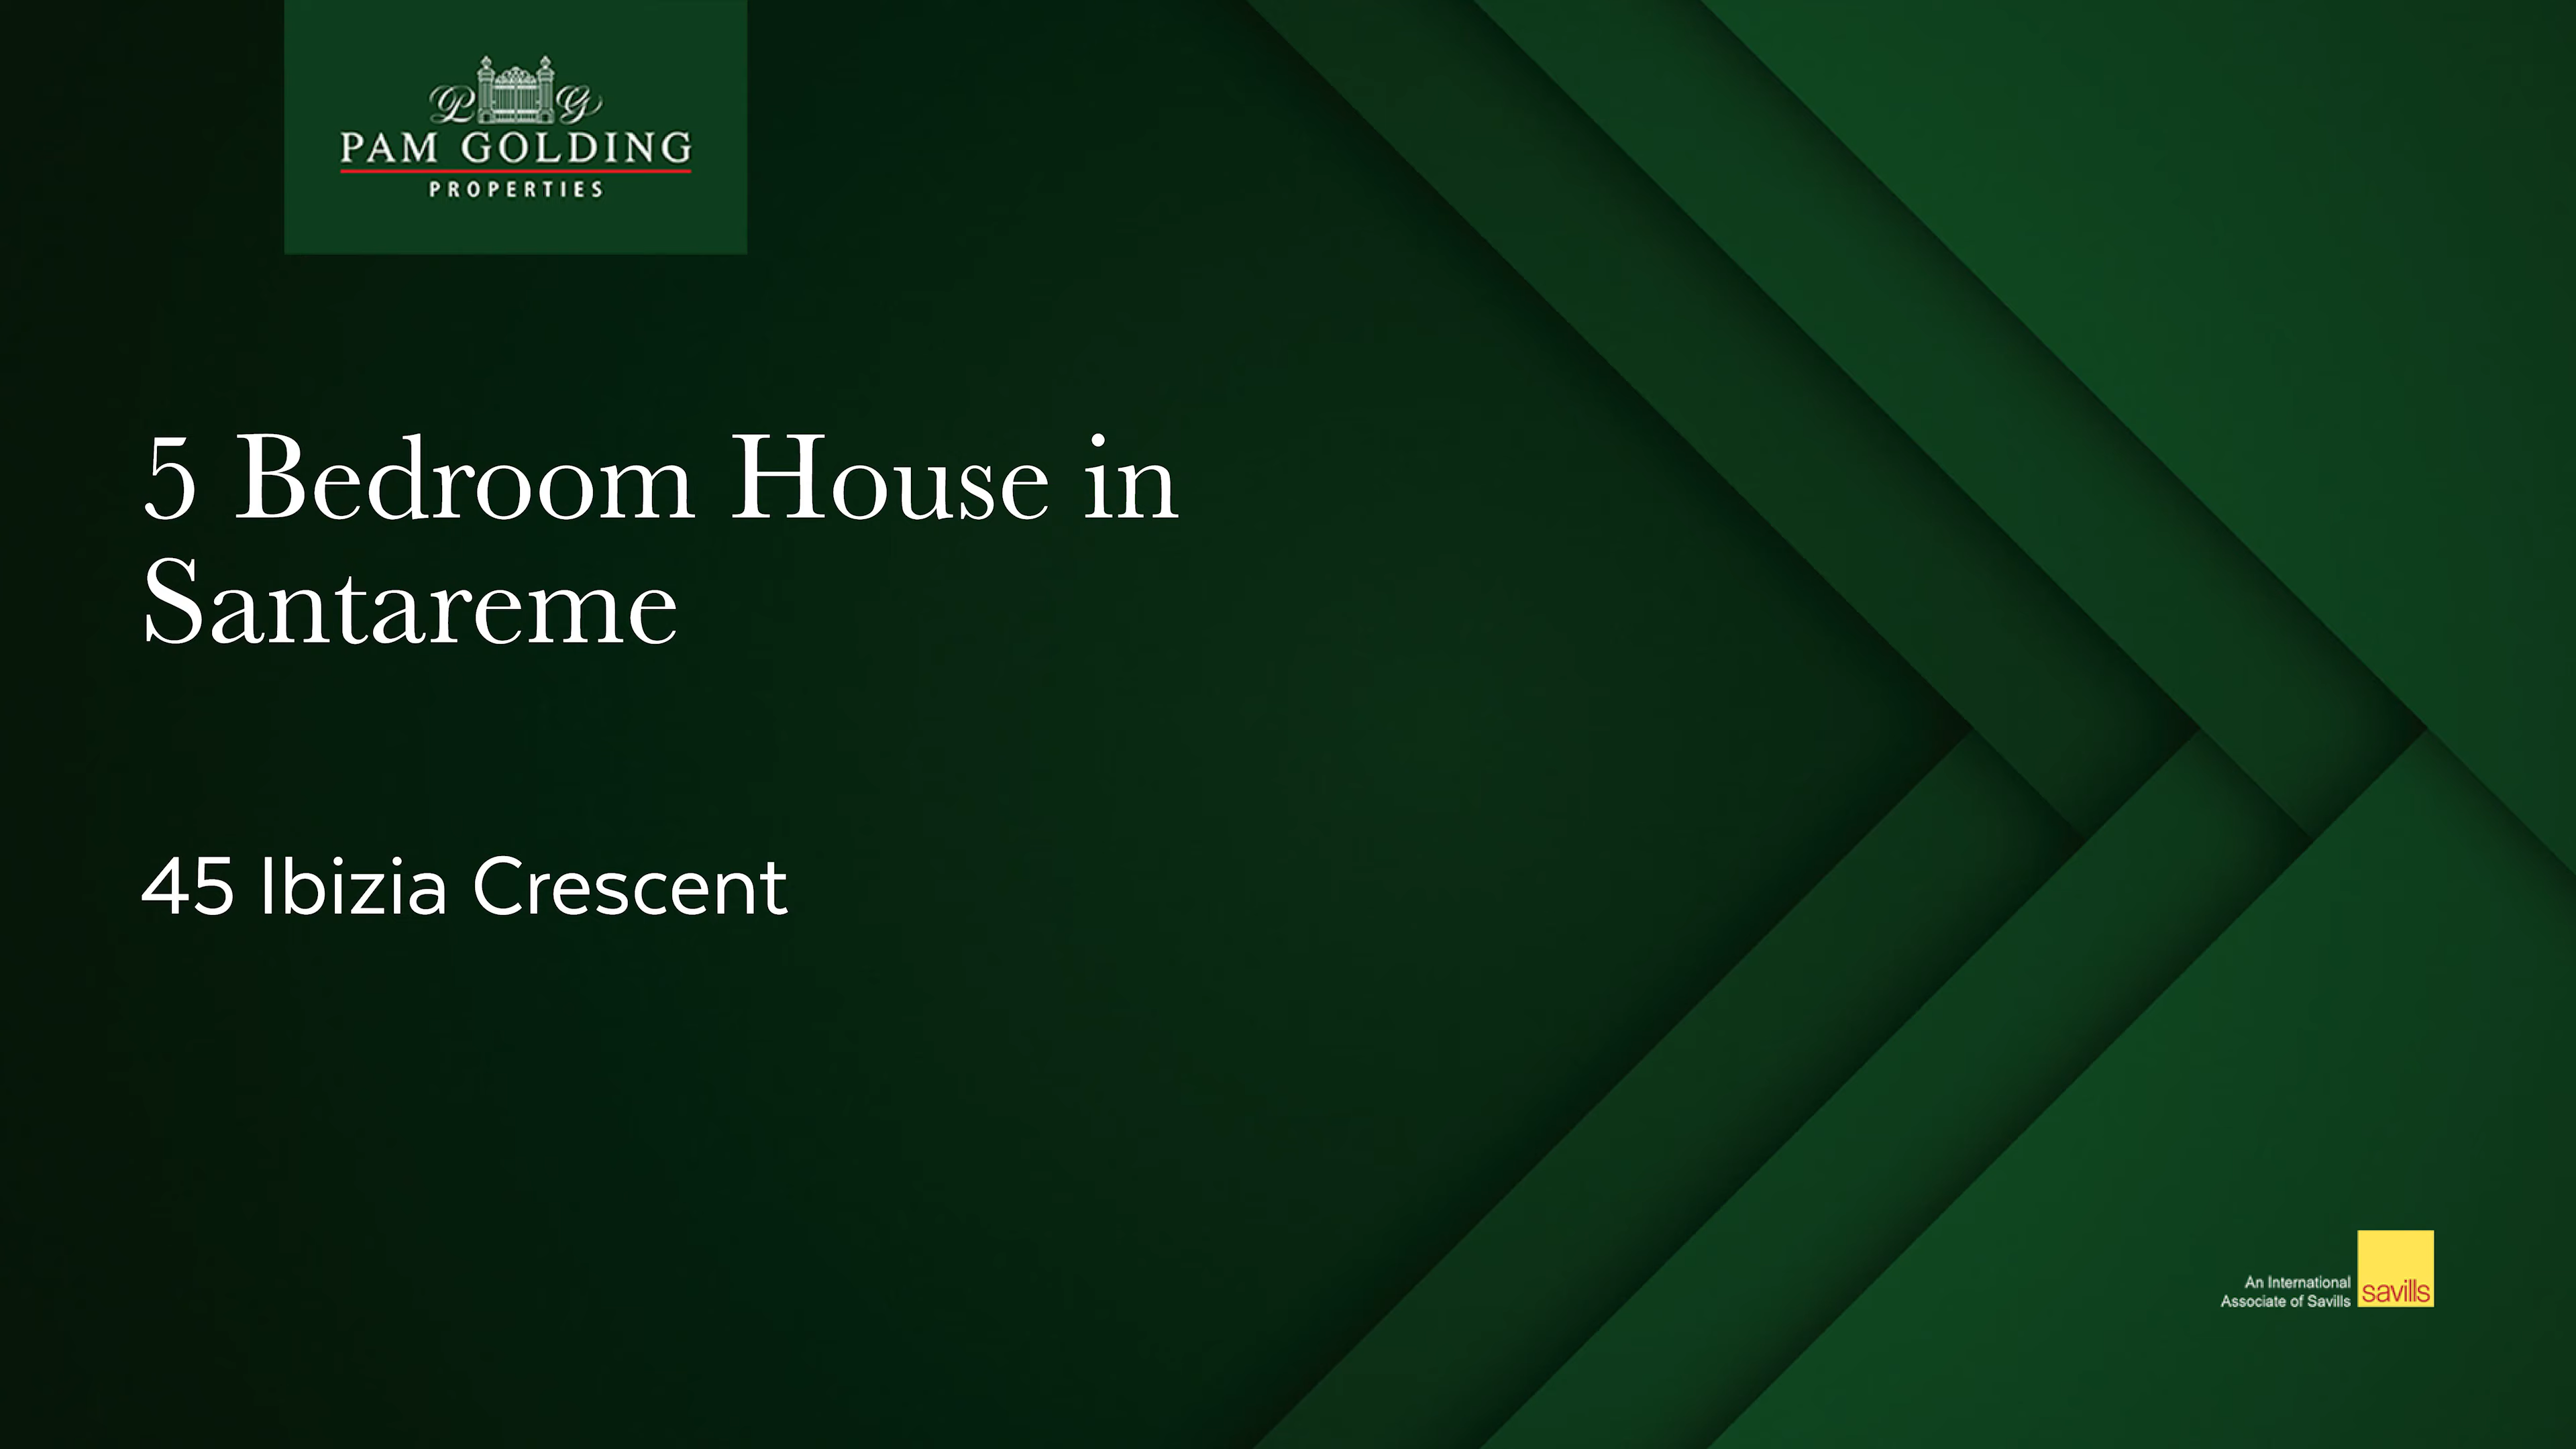 P G
PAM GOLDING
PROPERTIES
5 Bedroom House in
Santareme
45 Ibizia Crescent
An International
Associate of Savills
savills